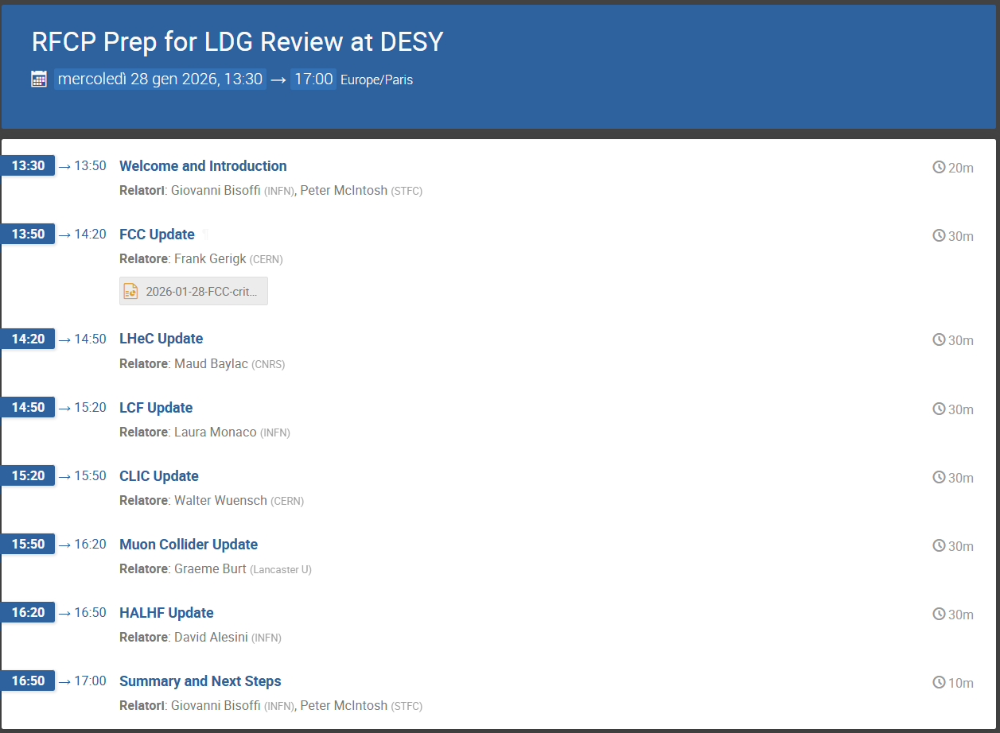 RFCP Prep for LDG Review at DESY
mercoledì 28 gen 2026, 13:30 → 17:00 Europe/Paris
13:30 → 13:50 Welcome and Introduction 20m
Relatori: Giovanni Bisoffi (INFN), Peter McIntosh (STFC)
13:50 → 14:20 FCC Update ¶ 30m
Relatore: Frank Gerigk (CERN)
2026-01-28-FCC-crit...
14:20 → 14:50 LHeC Update 30m
Relatore: Maud Baylac (CNRS)
14:50 → 15:20 LCF Update 30m
Relatore: Laura Monaco (INFN)
15:20 → 15:50 CLIC Update 30m
Relatore: Walter Wuensch (CERN)
15:50 → 16:20 Muon Collider Update 30m
Relatore: Graeme Burt (Lancaster U)
16:20 → 16:50 HALHF Update 30m
Relatore: David Alesini (INFN)
16:50 → 17:00 Summary and Next Steps 10m
Relatori: Giovanni Bisoffi (INFN), Peter McIntosh (STFC)